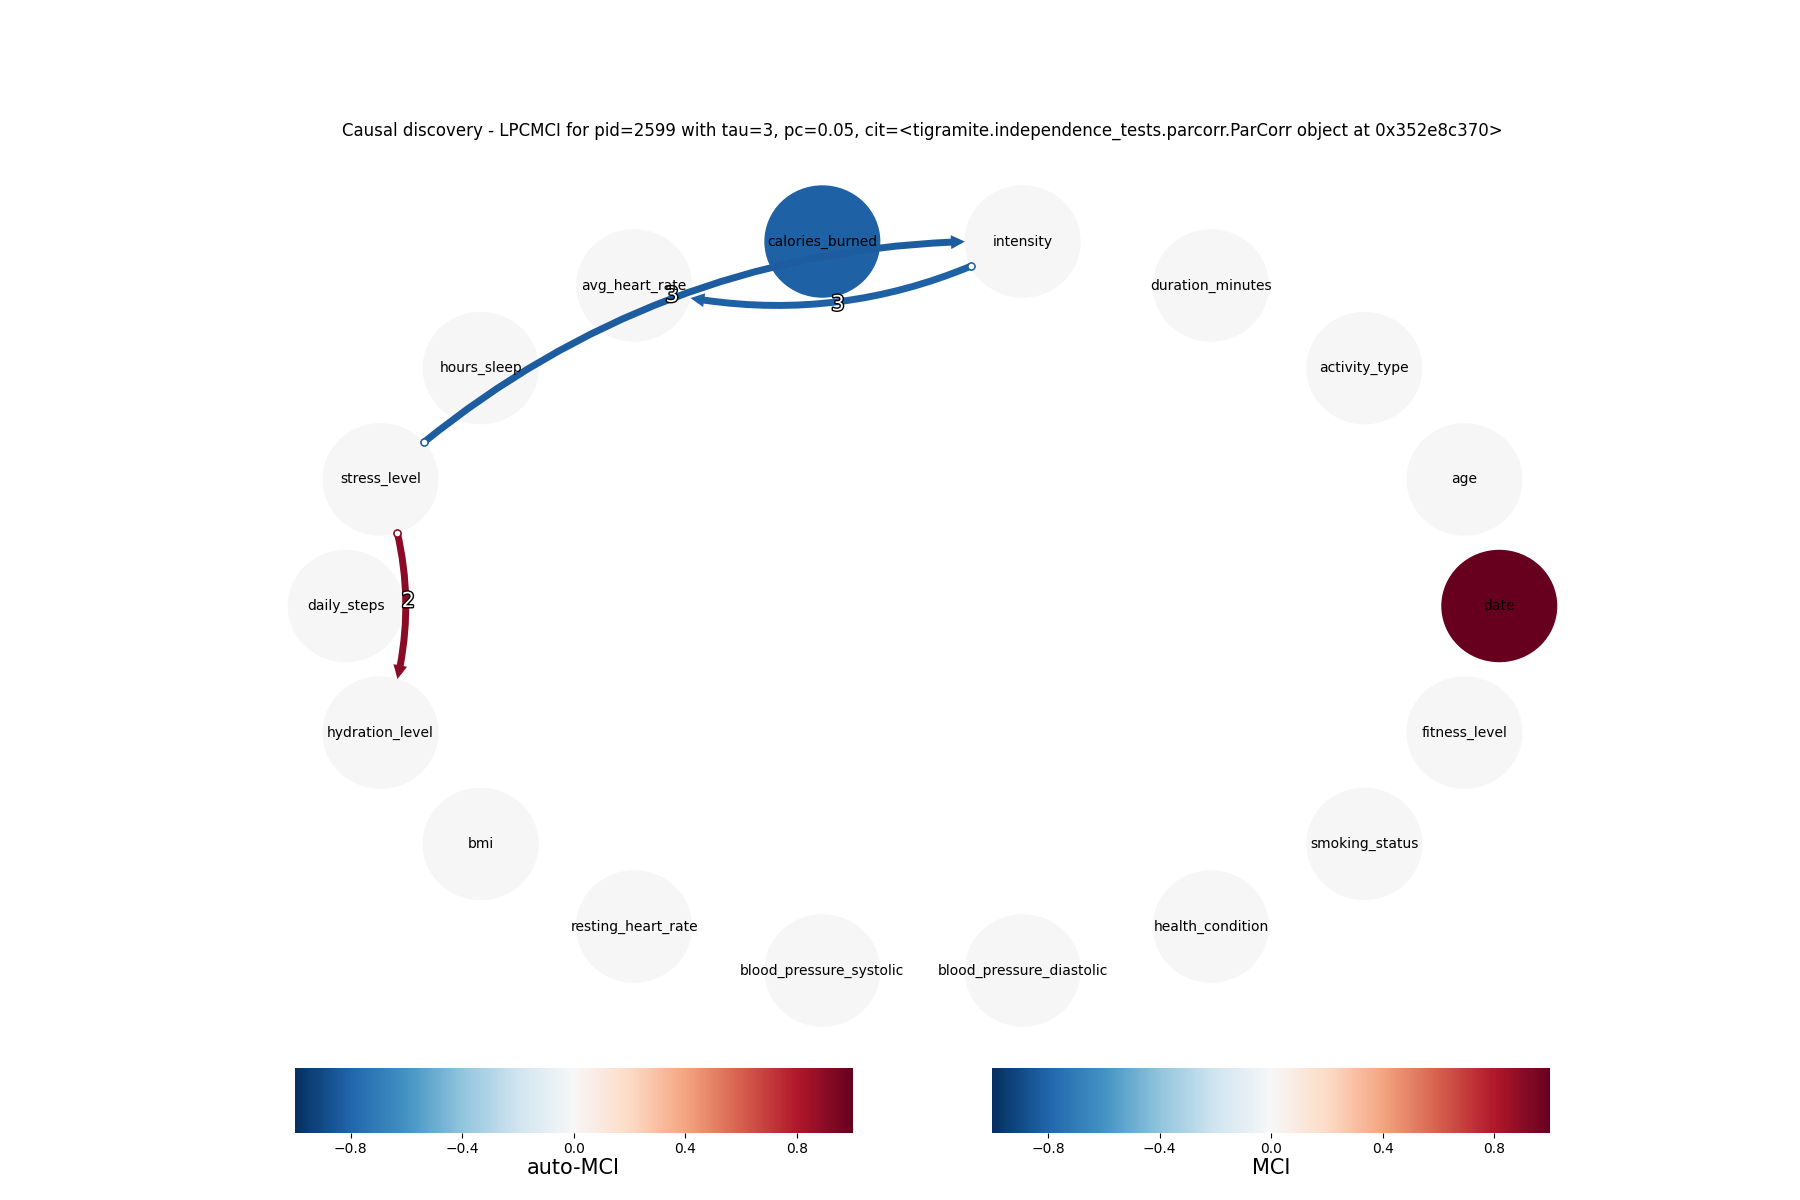 Causal discovery - LPCMCI for pid=2599 with tau=3, pc=0.05, cit=<tigramite.independence_tests.parcorr.ParCorr object at 0x352e8c370>
calories_burned
intensity
avg_heart_rate
duration_minutes
3
3
hours_sleep
activity_type
stress_level
age
daily_steps
2
date
hydration_level
fitness_level
bmi
smoking_status
resting_heart_rate
health_condition
blood_pressure_systolic
blood_pressure_diastolic
−0.8 −0.4 0.0 0.4 0.8
auto-MCI
−0.8 −0.4 0.0 0.4 0.8
MCI